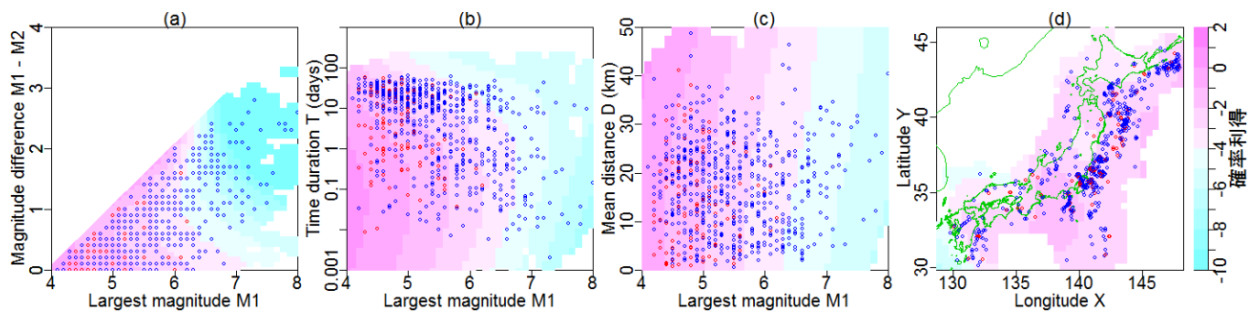 (a)
Magnitude difference M1 - M2
0 1 2 3 4
4 5 6 7 8
Largest magnitude M1
(b)
Time duration T (days)
0.001 0.1 1 10 100
4 5 6 7 8
Largest magnitude M1
(c)
Mean distance D (km)
0 10 20 30 40 50
4 5 6 7 8
Largest magnitude M1
(d)
Latitude Y
30 35 40 45
130 135 140 145
Longitude X
-10 -8 -6 -4 -2 0 2
確率利得